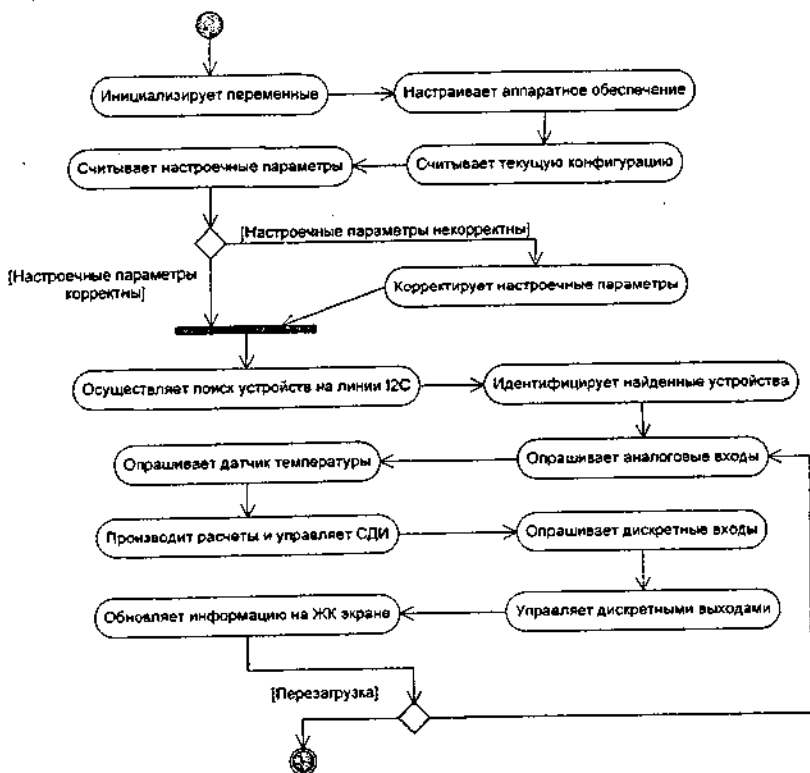 Инициализирует переменные
Настраивает аппаратное обеспечение
Считывает настроечные параметры
Считывает текущую конфигурацию
[Настроечные параметры некорректны]
[Настроечные параметры
корректны]
Корректирует настроечные параметры
Осуществляет поиск устройств на линии I2C
Идентифицирует найденные устройства
Опрашивает датчик температуры
Опрашивает аналоговые входы
Производит расчеты и управляет СДИ
Опрашивает дискретные входы
Обновляет информацию на ЖК экране
Управляет дискретными выходами
[Перезагрузка]